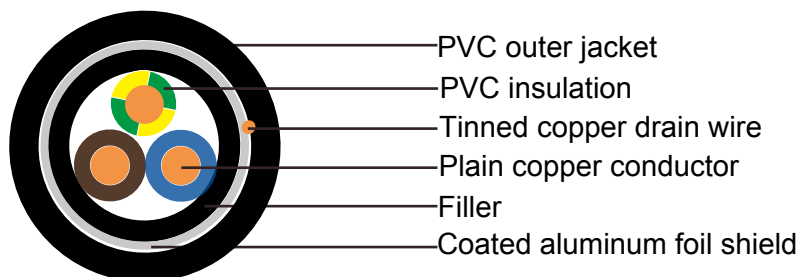 PVC outer jacket
PVC insulation
Tinned copper drain wire
Plain copper conductor
Filler
Coated aluminum foil shield